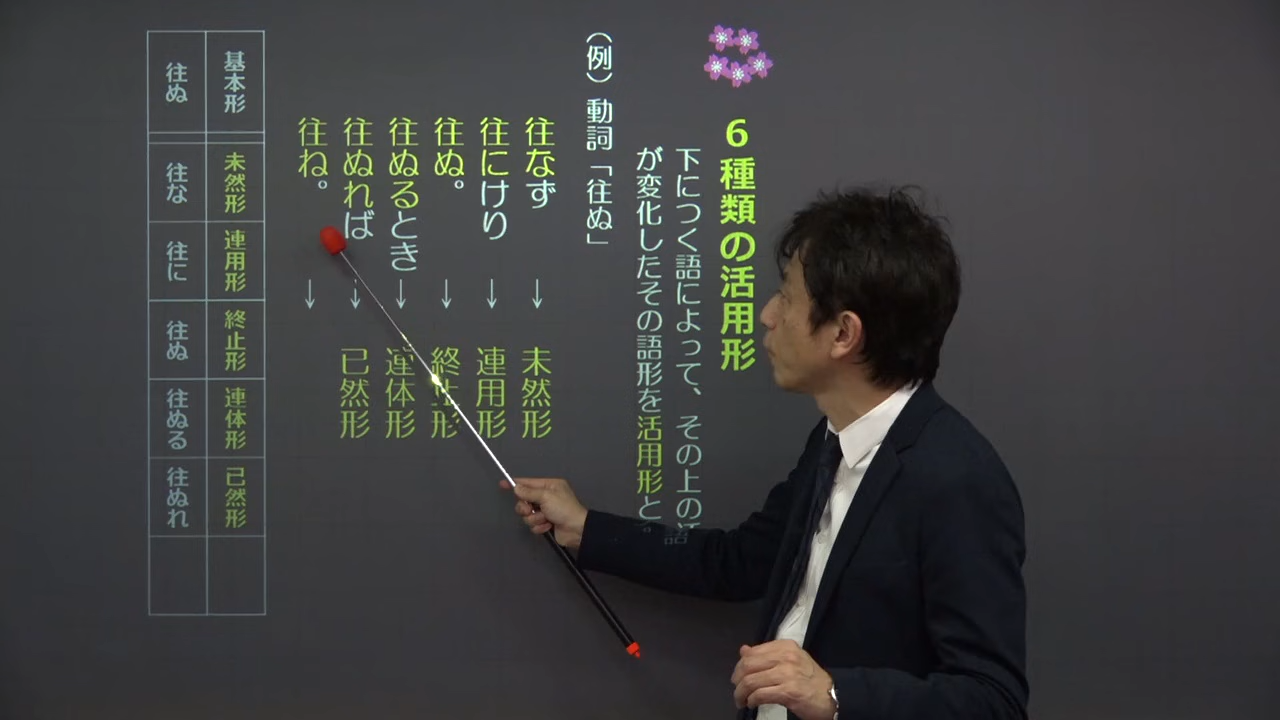 6種類の活用形
下につく語によって、その上の語
が変化したその語形を活用形と
（例）動詞「往ぬ」
往なず → 未然形
往にけり → 連用形
往ぬ。 → 終止形
往ぬるとき → 連体形
往ぬれば → 已然形
往ね。 →
基本形 未然形 連用形 終止形 連体形 已然形
往ぬ 往な 往に 往ぬ 往ぬる 往ぬれ